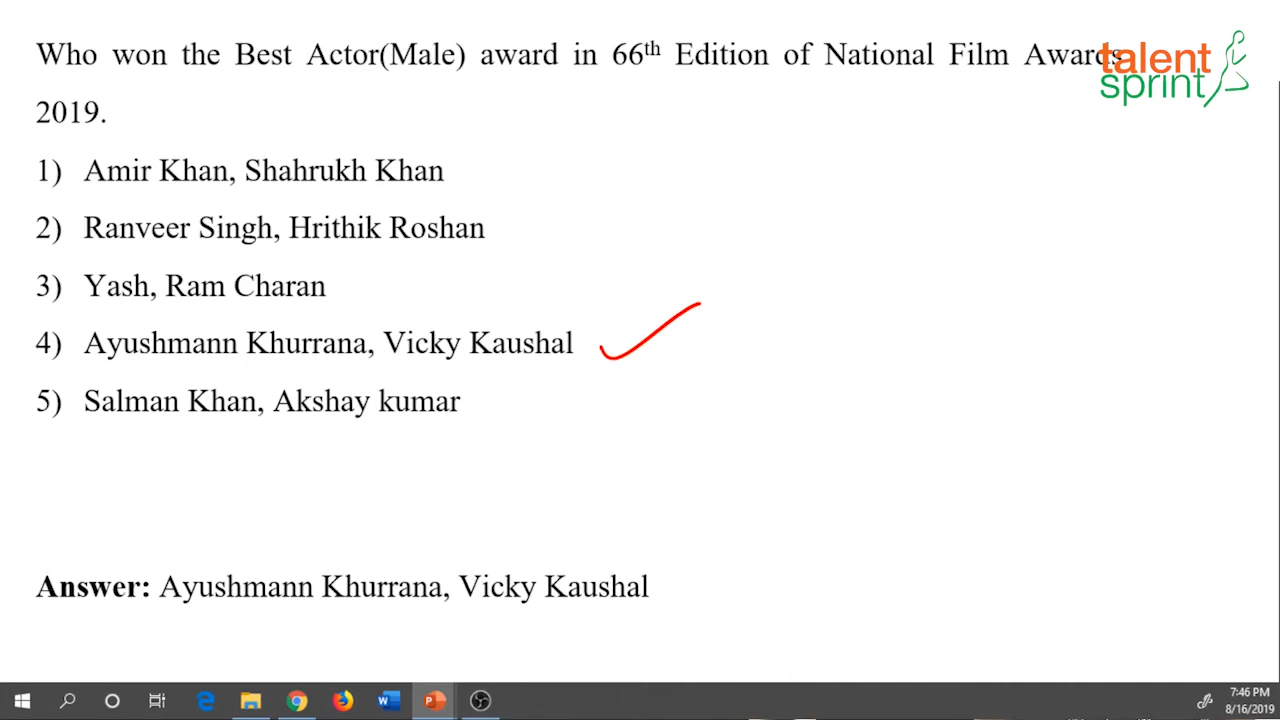 Who won the Best Actor(Male) award in 66th Edition of National Film Awards
talent
sprint
2019.
1) Amir Khan, Shahrukh Khan
2) Ranveer Singh, Hrithik Roshan
3) Yash, Ram Charan
4) Ayushmann Khurrana, Vicky Kaushal
5) Salman Khan, Akshay kumar
Answer: Ayushmann Khurrana, Vicky Kaushal
7:46 PM
8/16/2019